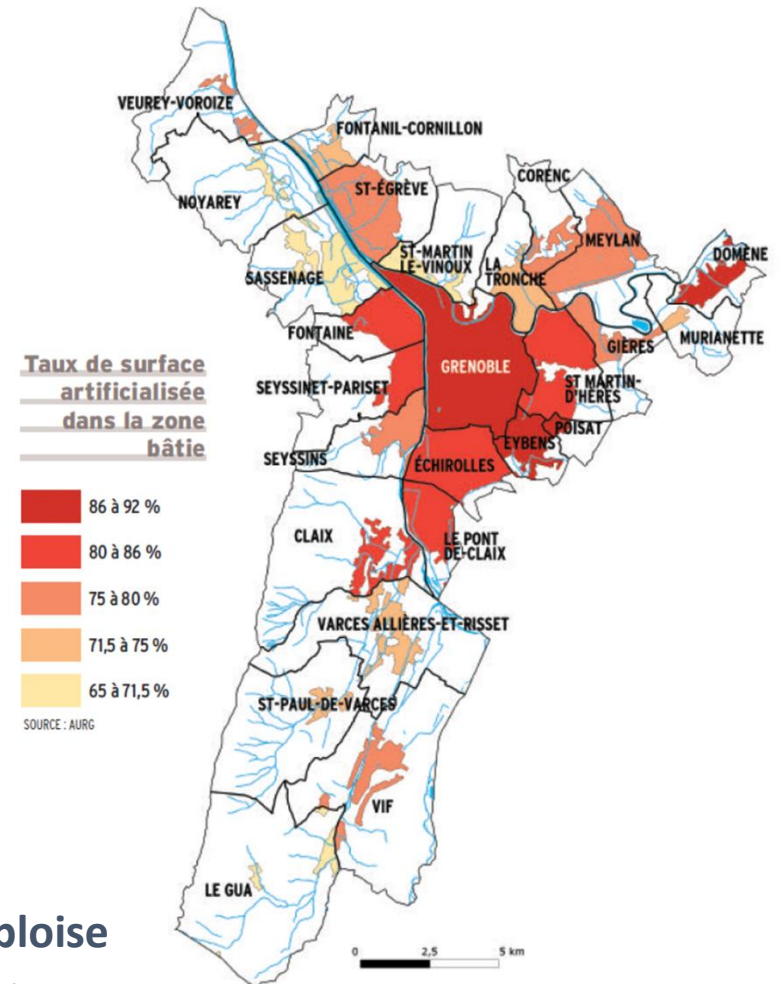 VEUREY-VOROIZE
FONTANIL-CORNILLON
NOYAREY
ST-ÉGRÈVE
CORENC
MEYLAN
DOMÈNE
SASSENAGE
ST-MARTIN
LE-VINOUX
LA
TRONCHE
FONTAINE
GIÈRES
MURIANETTE
GRENOBLE
SEYSSINET-PARISET
ST MARTIN-
D'HÈRES
POISAT
EYBENS
SEYSSINS
ÉCHIROLLES
CLAIX
LE PONT
DE-CLAIX
VARCES ALLIÈRES-ET-RISSET
ST-PAUL-DE-VARCES
VIF
LE GUA
Taux de surface
artificialisée
dans la zone
bâtie
86 à 92 %
80 à 86 %
75 à 80 %
71,5 à 75 %
65 à 71,5 %
SOURCE : AURG
0 2,5 5 km
bloise